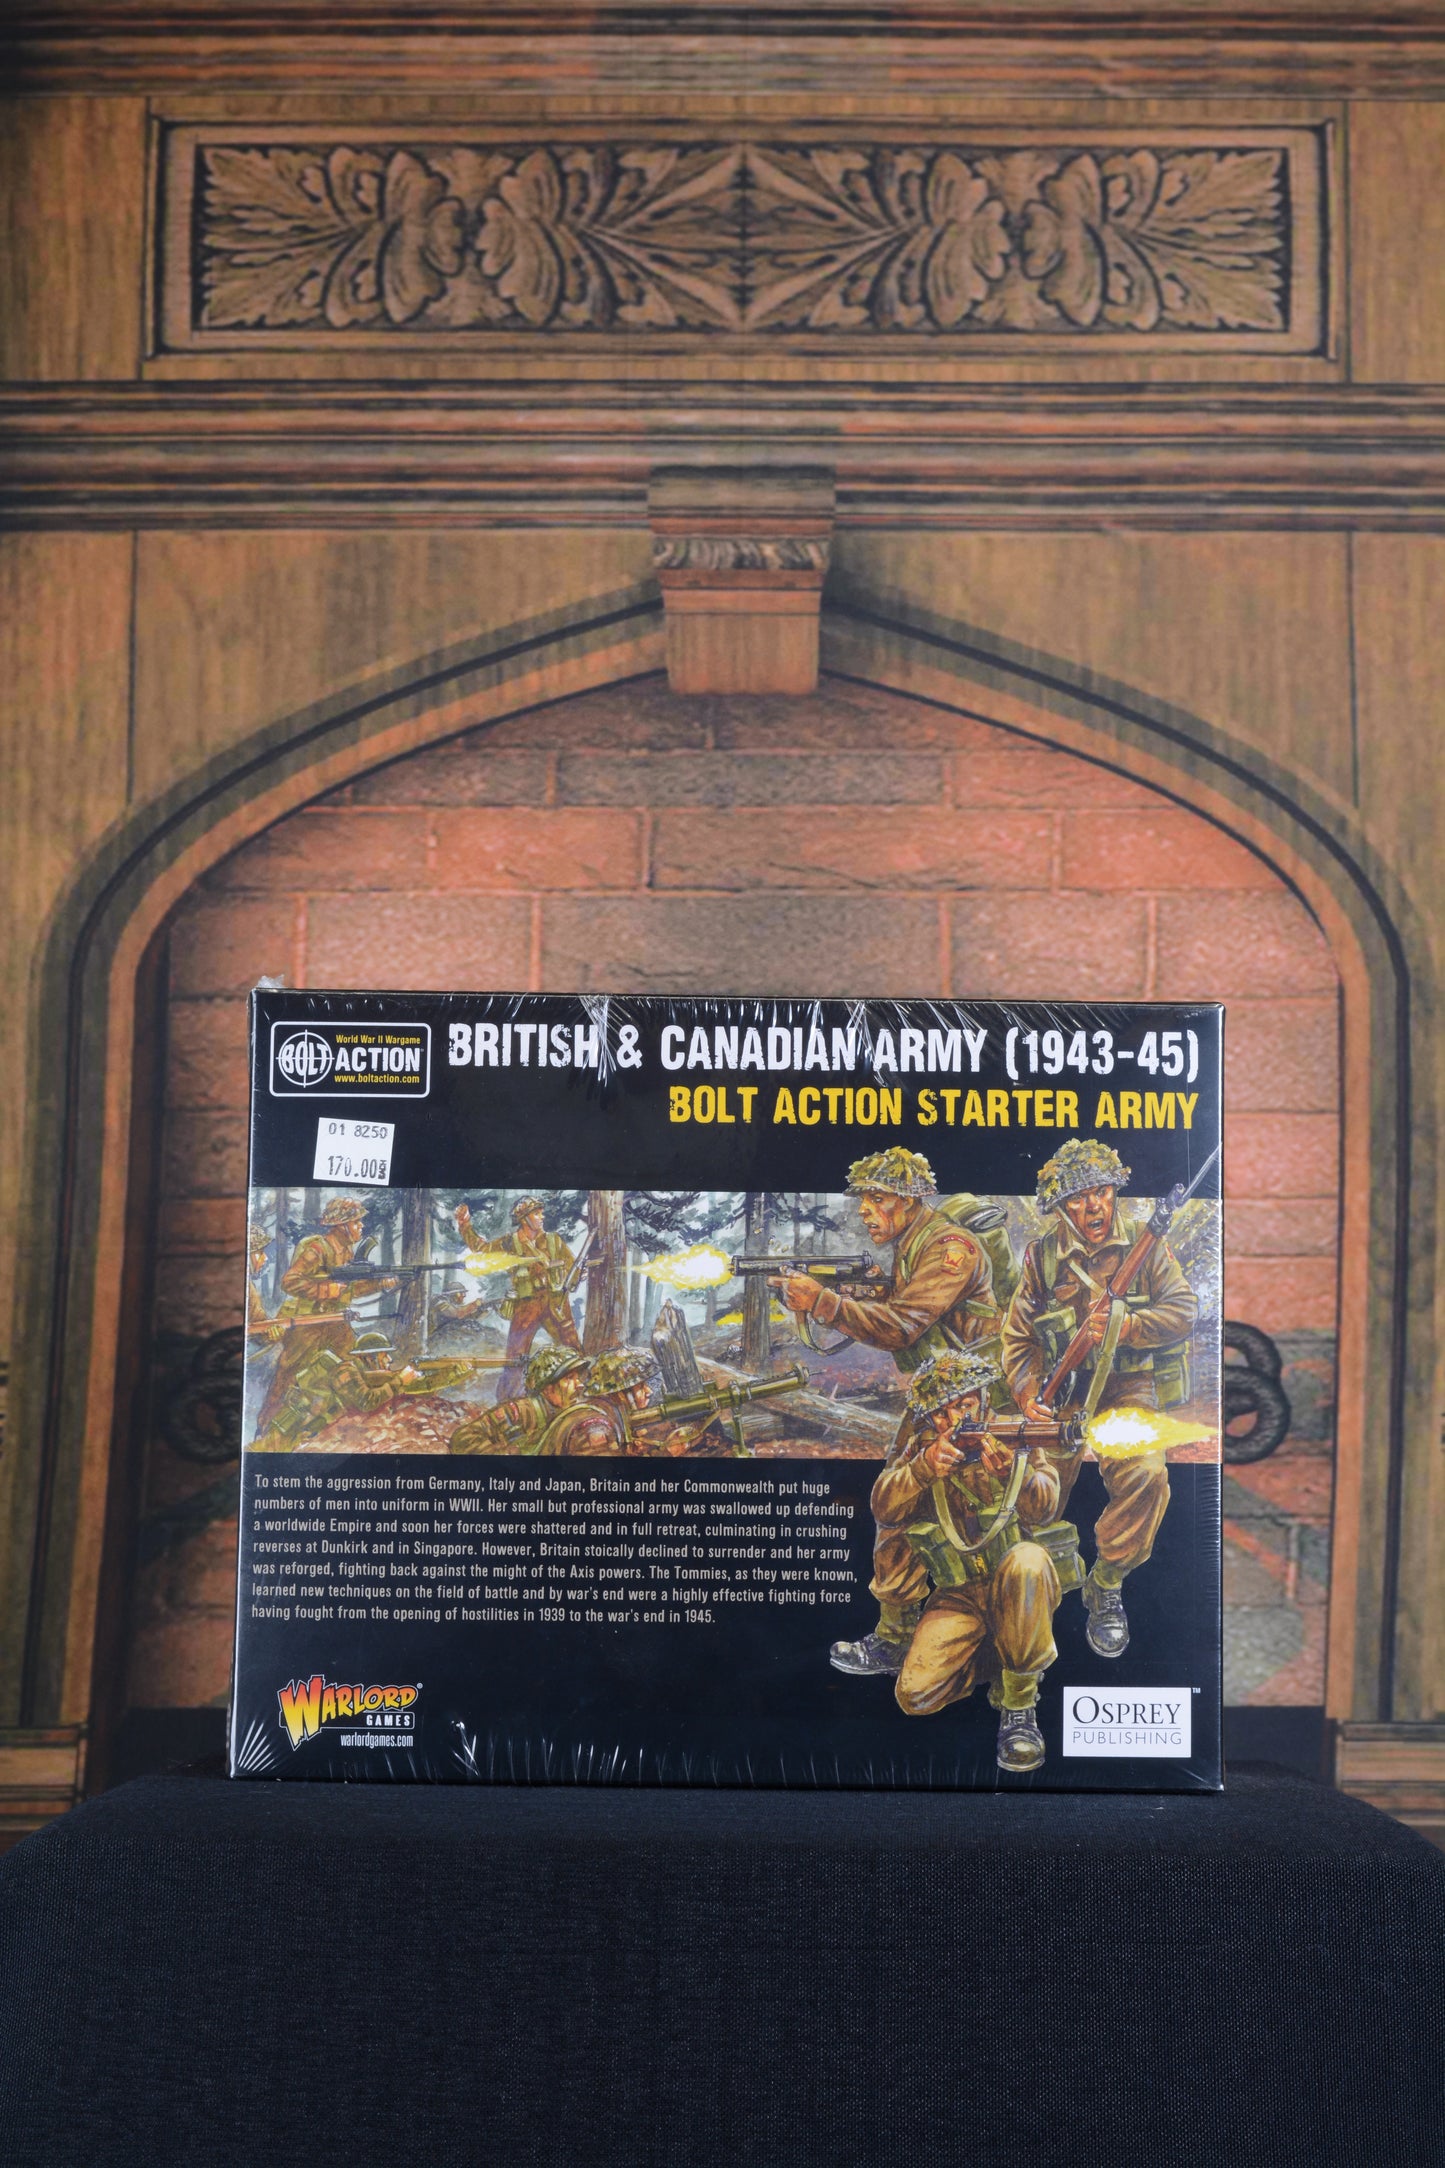 World War II Wargame
BOLT ACTION™
www.boltaction.com
BRITISH & CANADIAN ARMY (1943-45)
BOLT ACTION STARTER ARMY
01 8250
170.00 EACH
To stem the aggression from Germany, Italy and Japan, Britain and her Commonwealth put huge
numbers of men into uniform in WWII. Her small but professional army was swallowed up defending
a worldwide Empire and soon her forces were shattered and in full retreat, culminating in crushing
reverses at Dunkirk and in Singapore. However, Britain stoically declined to surrender and her army
was reforged, fighting back against the might of the Axis powers. The Tommies, as they were known,
learned new techniques on the field of battle and by war's end were a highly effective fighting force
having fought from the opening of hostilities in 1939 to the war's end in 1945.
WARLORD®
GAMES
warlordgames.com
OSPREY™
PUBLISHING